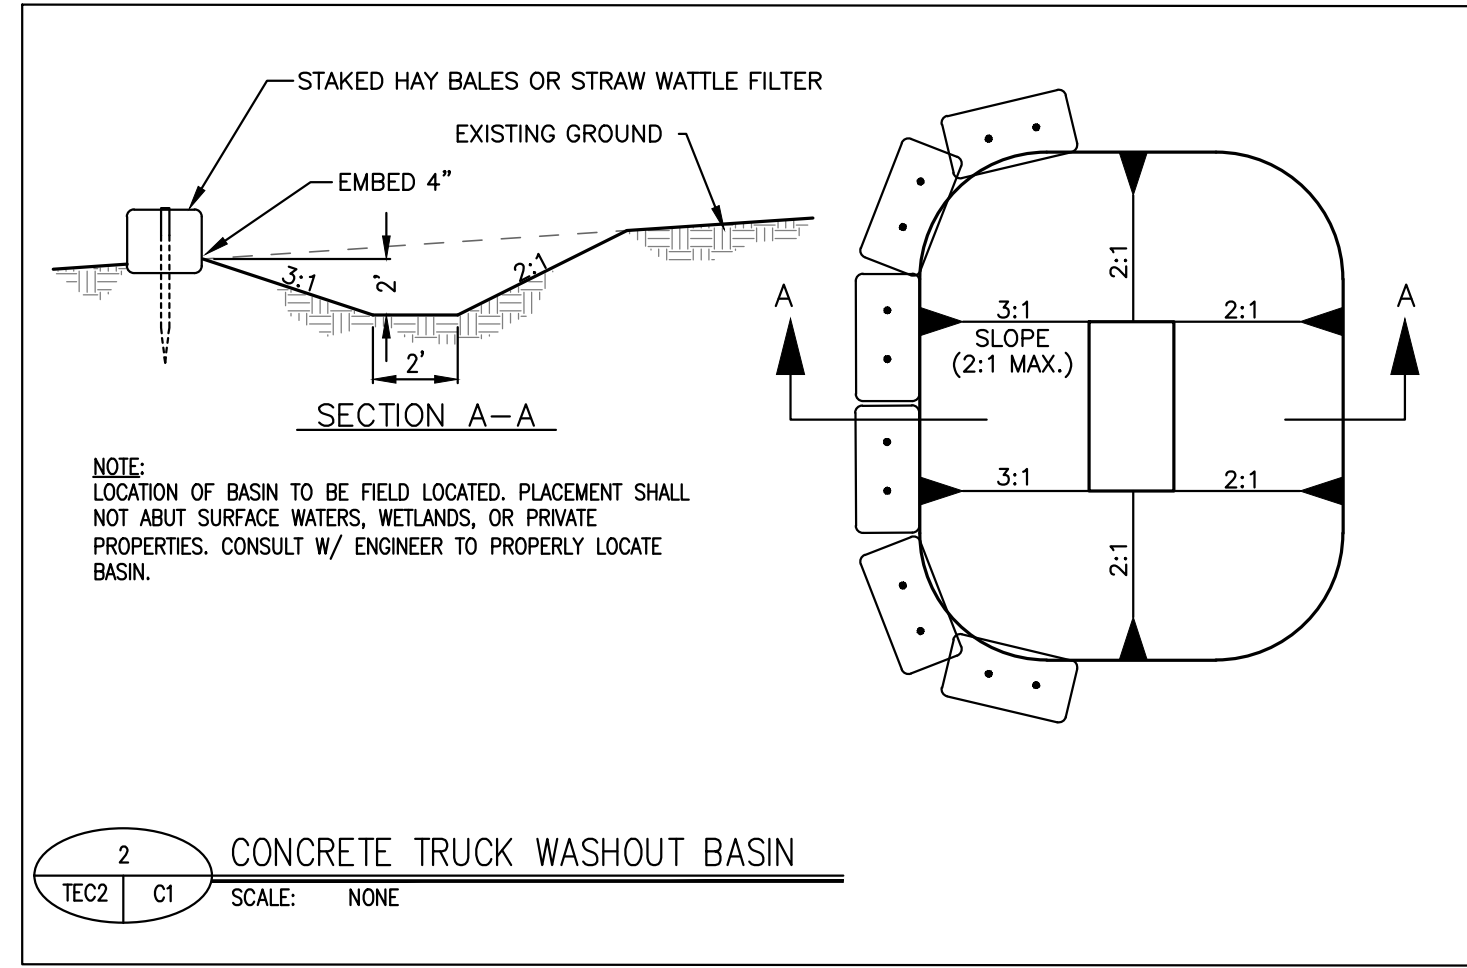 STAKED HAY BALES OR STRAW WATTLE FILTER
EXISTING GROUND
EMBED 4"
3:1
2'
2:1
2'
SECTION A-A
NOTE:
LOCATION OF BASIN TO BE FIELD LOCATED. PLACEMENT SHALL
NOT ABUT SURFACE WATERS, WETLANDS, OR PRIVATE
PROPERTIES. CONSULT W/ ENGINEER TO PROPERLY LOCATE
BASIN.
2:1
A
A
3:1
2:1
SLOPE
(2:1 MAX.)
3:1
2:1
2:1
2
TEC2
C1
CONCRETE TRUCK WASHOUT BASIN
SCALE: NONE